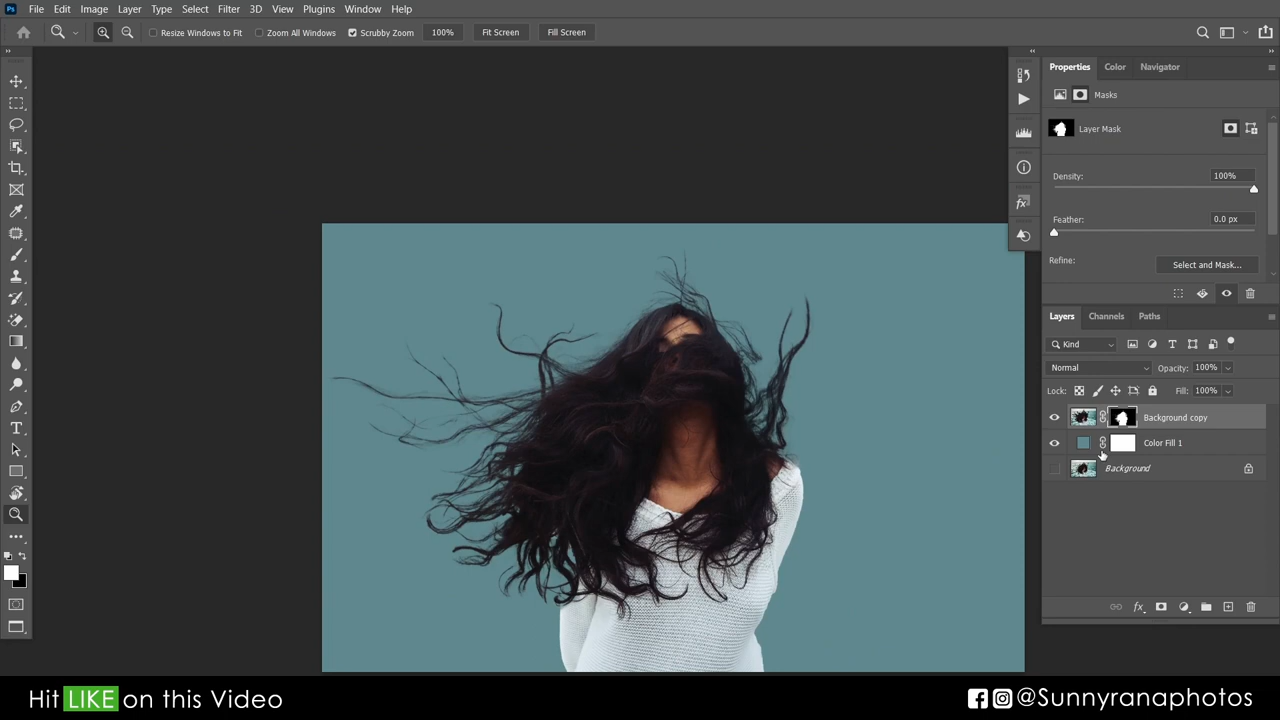 Ps File Edit Image Layer Type Select Filter 3D View Plugins Window Help
Resize Windows to Fit Zoom All Windows Scrubby Zoom 100% Fit Screen Fill Screen
Properties Color Navigator
Masks
Layer Mask
Density: 100%
Feather: 0.0 px
Refine: Select and Mask...
Layers Channels Paths
Kind
Normal Opacity: 100%
Lock: Fill: 100%
Background copy
Color Fill 1
Background
fx
Hit LIKE on this Video
@Sunnyranaphotos